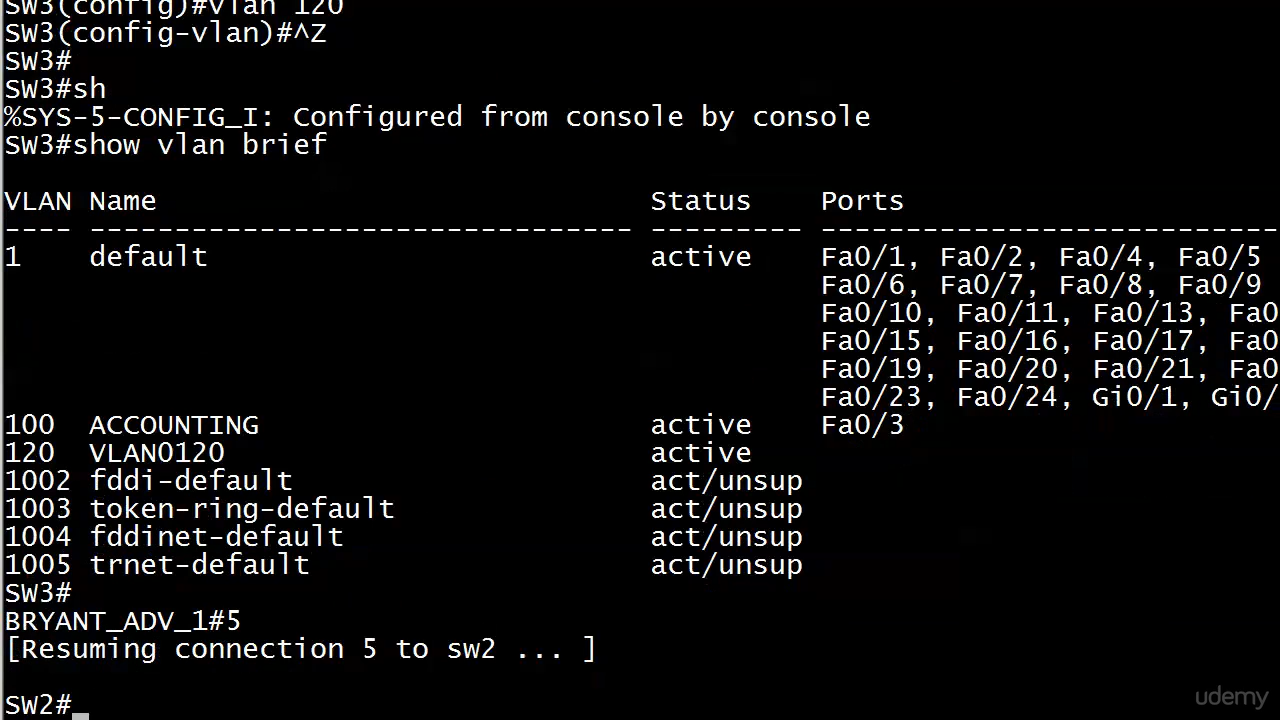 SW3(config)#vlan 120
SW3(config-vlan)#^Z
SW3#
SW3#sh
%SYS-5-CONFIG_I: Configured from console by console
SW3#show vlan brief
VLAN Name                             Status    Ports
---- -------------------------------- --------- ---------------------------
1    default                          active    Fa0/1, Fa0/2, Fa0/4, Fa0/5
                                                Fa0/6, Fa0/7, Fa0/8, Fa0/9
                                                Fa0/10, Fa0/11, Fa0/13, Fa0
                                                Fa0/15, Fa0/16, Fa0/17, Fa0
                                                Fa0/19, Fa0/20, Fa0/21, Fa0
                                                Fa0/23, Fa0/24, Gi0/1, Gi0/
100  ACCOUNTING                       active    Fa0/3
120  VLAN0120                         active
1002 fddi-default                     act/unsup
1003 token-ring-default               act/unsup
1004 fddinet-default                  act/unsup
1005 trnet-default                    act/unsup
SW3#
BRYANT_ADV_1#5
[Resuming connection 5 to sw2 ... ]
SW2#
udemy